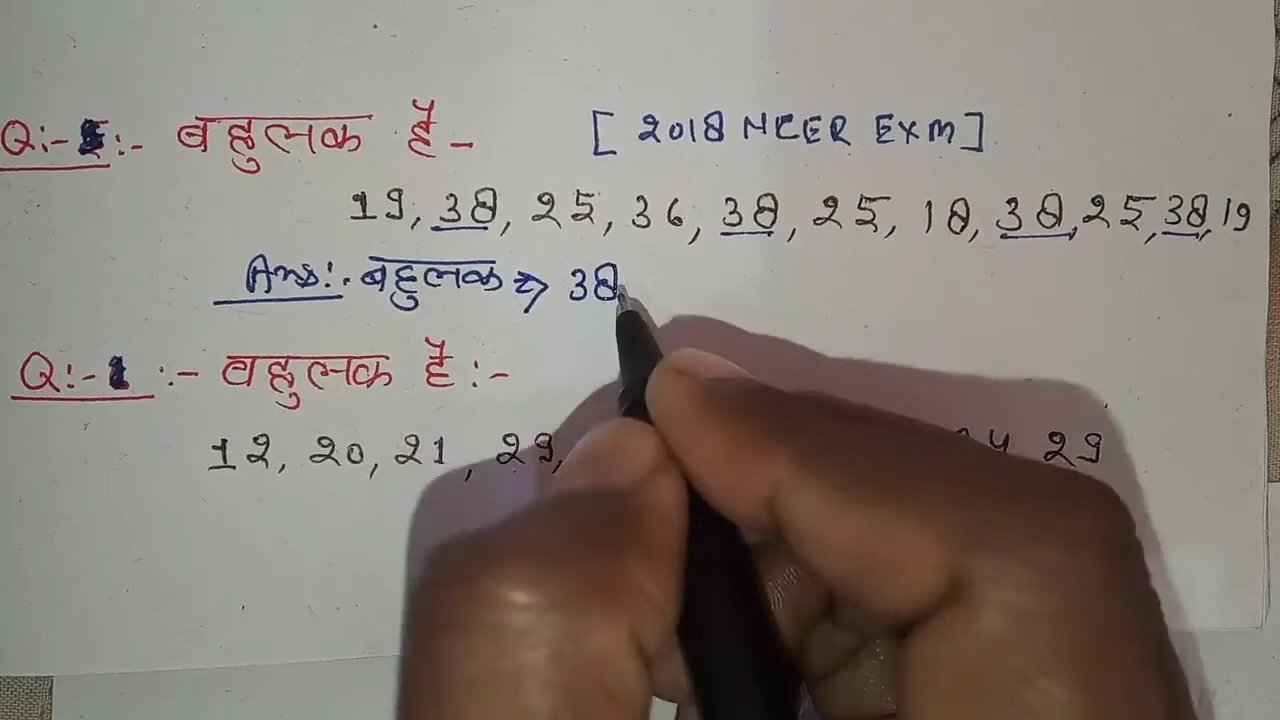 Q:- :- बहुलक है - [ 2018 NCER EXM ]
19, 38, 25, 36, 38, 25, 18, 38, 25, 38, 19
Ans:- बहुलक ⇒ 38
Q:-1 :- बहुलक है :-
12, 20, 21, 29, 29